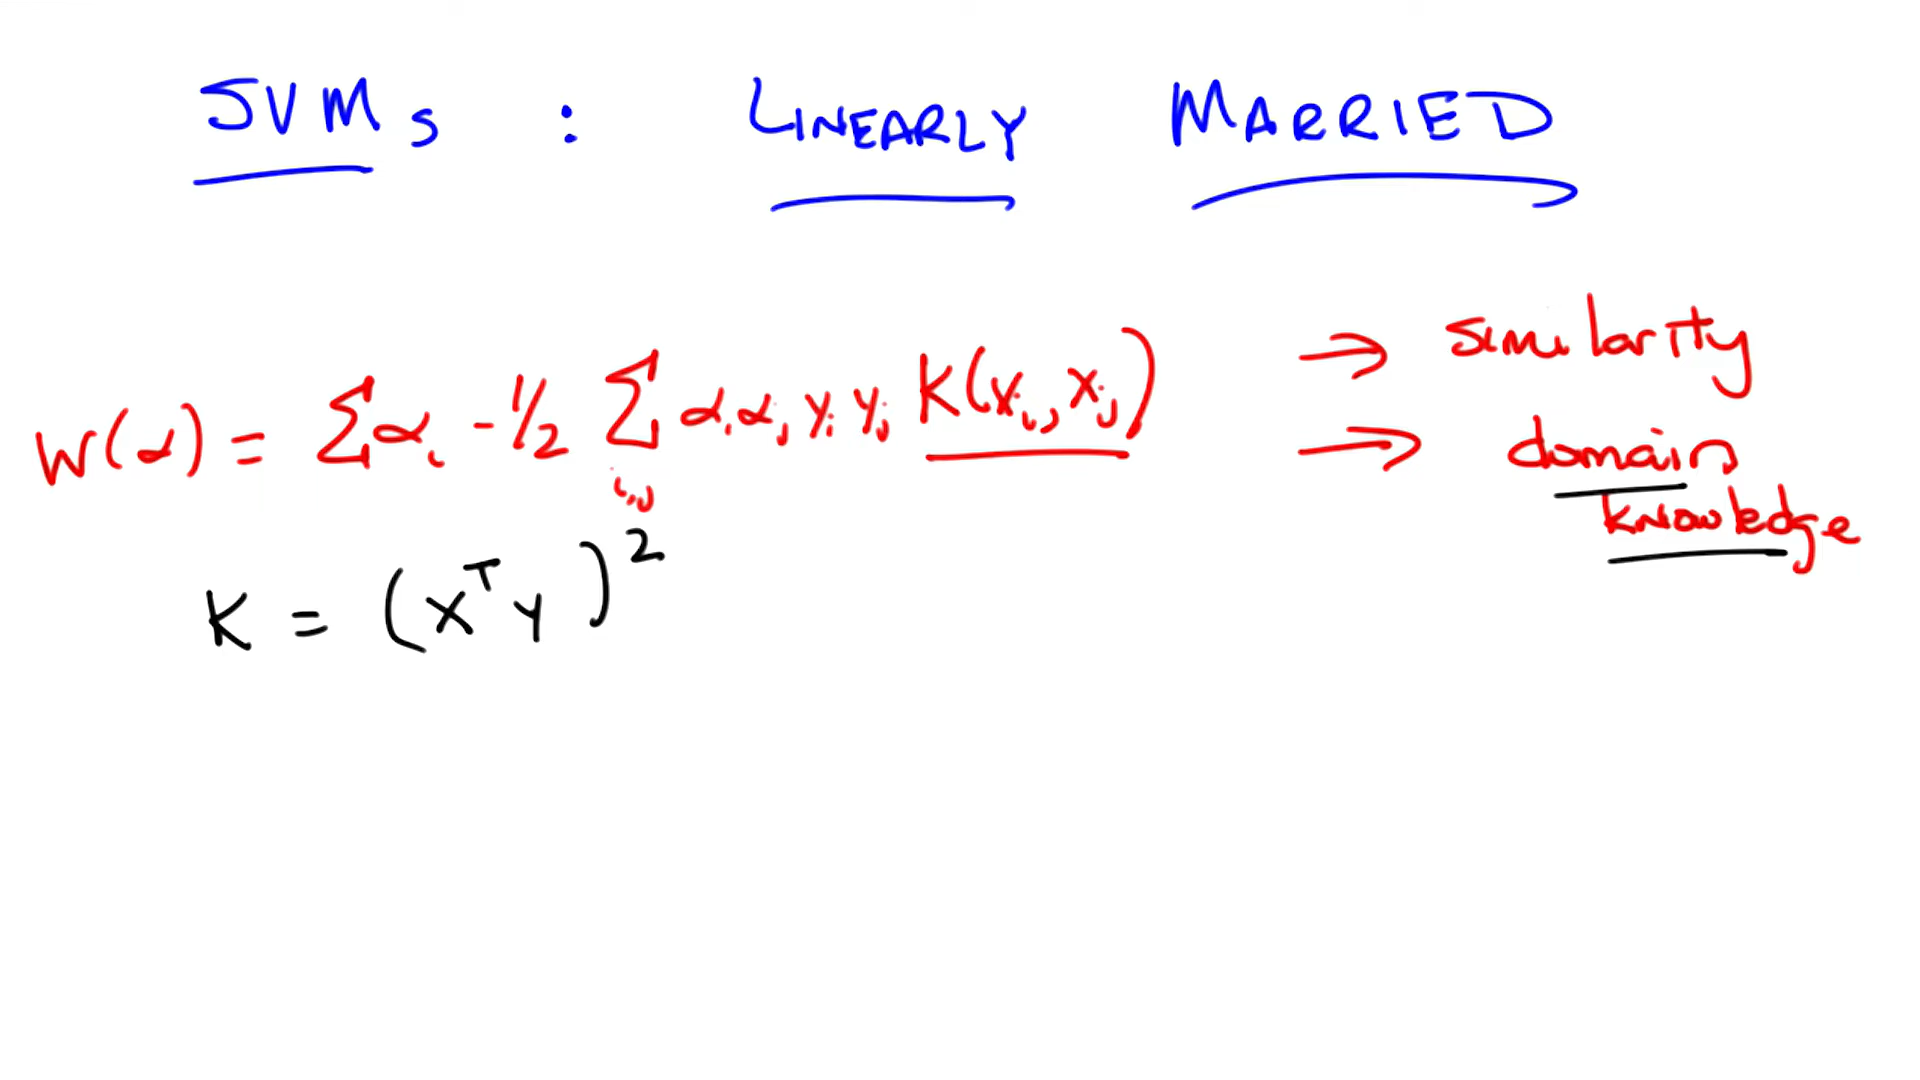 SVMs : LINEARLY MARRIED
W(α) = Σαᵢ - 1/2 Σ αᵢαⱼ yᵢ yⱼ K(xᵢ, xⱼ)
i,j
→ similarity
→ domain
knowledge
K = (xᵀy)²